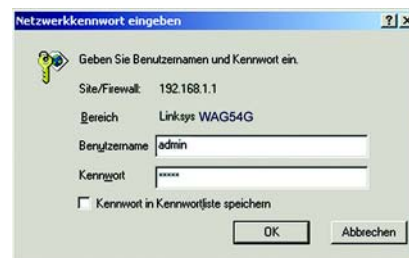 Netzwerkkennwort eingeben
Geben Sie Benutzernamen und Kennwort ein.
Site/Firewall: 192.168.1.1
Bereich Linksys WAG54G
Benutzername admin
Kennwort *****
Kennwort in Kennwortliste speichern
OK Abbrechen